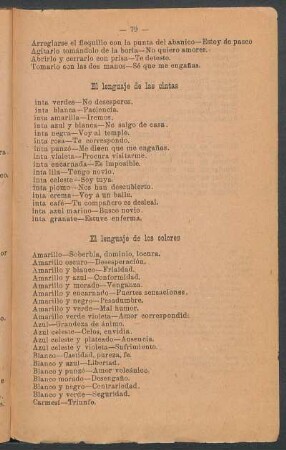 — 79 —
Arreglarse el flequillo con la punta del abanico—Estoy de paseo
Agitarlo tomándolo de la borla—No quiero amores.
Abrirlo y cerrarlo con prisa—Te detesto.
Tomarlo con las dos manos—Sé que me engañas.
El lenguaje de las cintas
inta verdes—No desesperes.
inta blanca—Paciencia.
inta amarilla—Iremos.
inta azul y blanca—No salgo de casa.
inta negra—Voy al templo.
inta rosa—Te correspondo.
inta punzó—Me dicen que me engañas.
inta violeta—Procura visitarme.
inta encarnada—Es imposible.
inta lila—Tengo novio.
inta celeste—Soy tuya.
inta plomo—Nos han descubierto.
inta crema—Voy a un baile.
inta café—Tu compañero es desleal.
inta azul marino—Busco novio.
inta granate—Estuve enferma.
El lenguaje de los colores
Amarillo—Soberbia, dominio, locura.
Amarillo oscuro—Desesperación.
Amarillo y blanco—Frialdad.
Amarillo y azul—Conformidad.
Amarillo y morado—Venganza.
Amarillo y encarnado—Fuertes sensaciones.
Amarillo y negro—Pesadumbre.
Amarillo y verde—Mal humor.
Amarillo verde violeta—Amor correspondid:
Azul—Grandeza de ánimo.
Azul celeste—Celos, envidia.
Azul celeste y plateado—Ausencia.
Azul celeste y violeta—Sufrimiento.
Blanco—Castidad, pureza, fe.
Blanco y azul—Libertad.
Blanco y punzó—Amor volcánico.
Blanco morado—Desengaño.
Blanco y negro—Contrariedad.
Blanco y verde—Seguridad.
Carmesí—Triunfo.